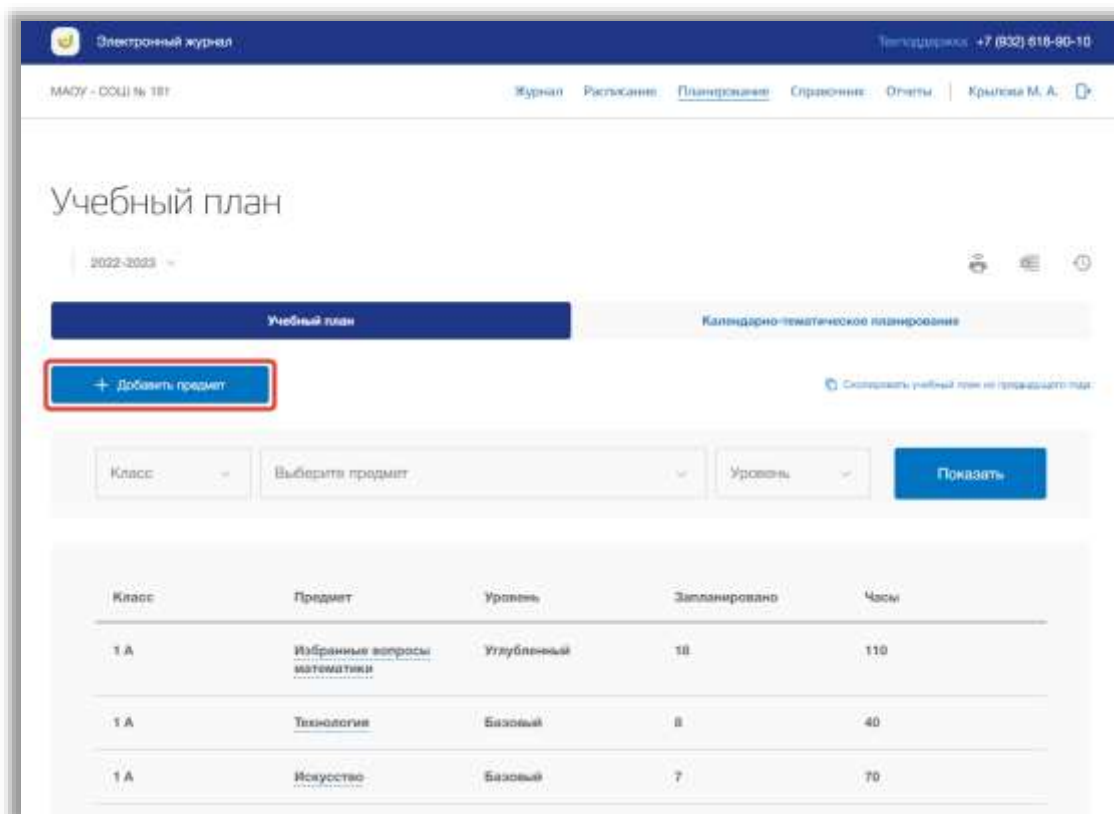 Электронный журнал Техподдержка +7 (932) 618-90-10
МАОУ - СОШ № 181 Журнал Расписание Планирование Справочник Отчеты Крылова М. А.
Учебный план
2022-2023
Учебный план Календарно-тематическое планирование
+ Добавить предмет Скопировать учебный план из предыдущего года
Класс Выберите предмет Уровень Показать
Класс Предмет Уровень Запланировано Часы
1 А Избранные вопросы Углубленный 18 110
математики
1 А Технология Базовый 8 40
1 А Искусство Базовый 7 70